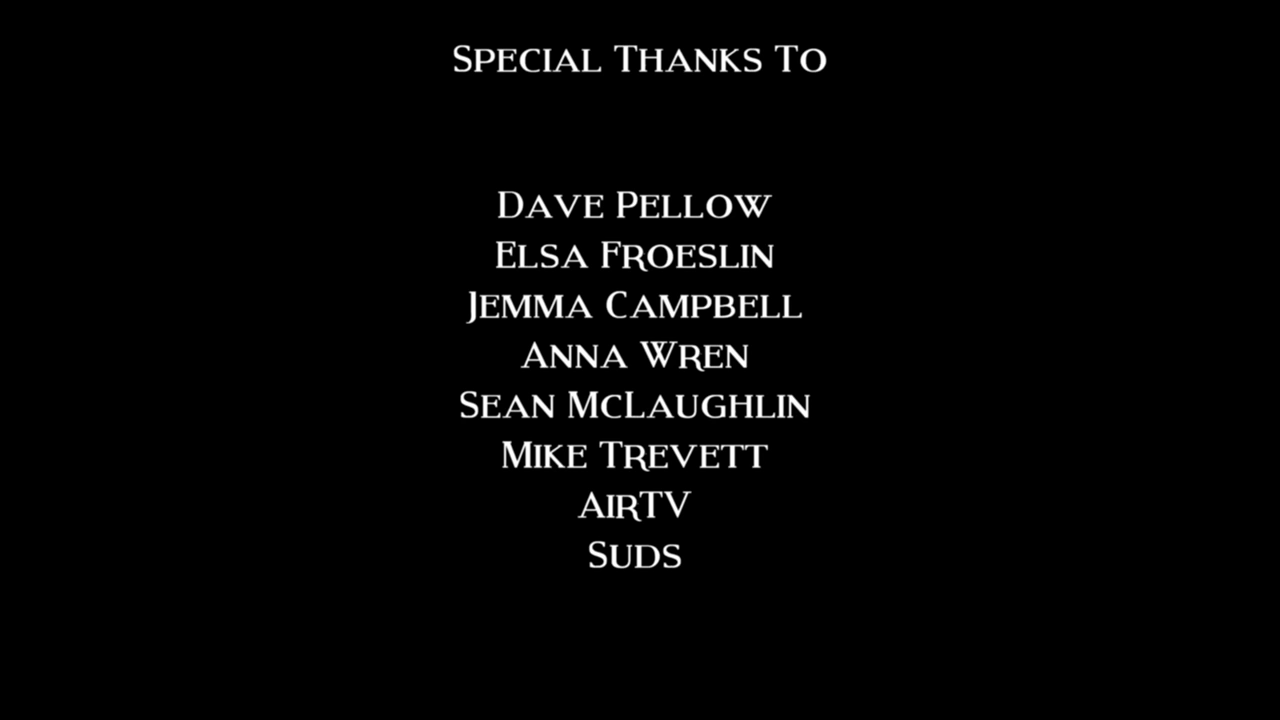 Special Thanks To
Dave Pellow
Elsa Froeslin
Jemma Campbell
Anna Wren
Sean McLaughlin
Mike Trevett
AirTV
Suds